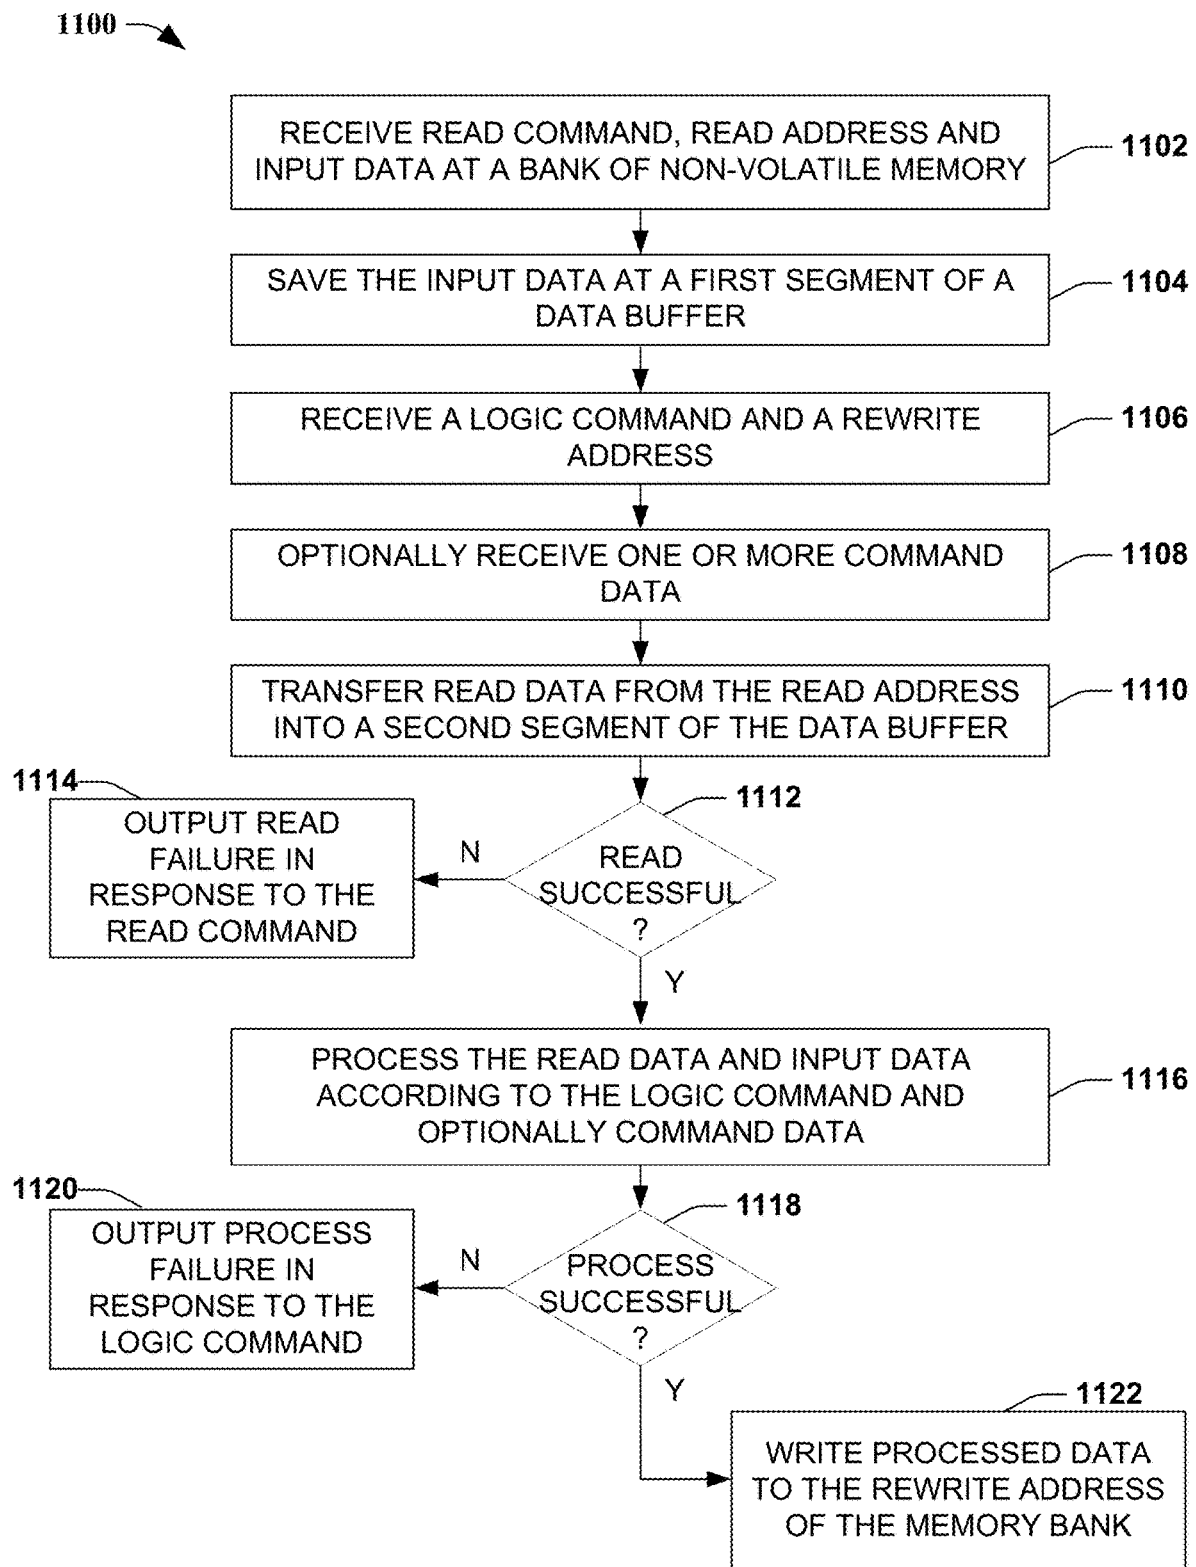 1100
RECEIVE READ COMMAND, READ ADDRESS AND
INPUT DATA AT A BANK OF NON-VOLATILE MEMORY
1102
SAVE THE INPUT DATA AT A FIRST SEGMENT OF A
DATA BUFFER
1104
RECEIVE A LOGIC COMMAND AND A REWRITE
ADDRESS
1106
OPTIONALLY RECEIVE ONE OR MORE COMMAND
DATA
1108
TRANSFER READ DATA FROM THE READ ADDRESS
INTO A SECOND SEGMENT OF THE DATA BUFFER
1110
1112
READ
SUCCESSFUL
?
N
1114
OUTPUT READ
FAILURE IN
RESPONSE TO THE
READ COMMAND
Y
PROCESS THE READ DATA AND INPUT DATA
ACCORDING TO THE LOGIC COMMAND AND
OPTIONALLY COMMAND DATA
1116
1118
PROCESS
SUCCESSFUL
?
N
1120
OUTPUT PROCESS
FAILURE IN
RESPONSE TO THE
LOGIC COMMAND
Y
1122
WRITE PROCESSED DATA
TO THE REWRITE ADDRESS
OF THE MEMORY BANK